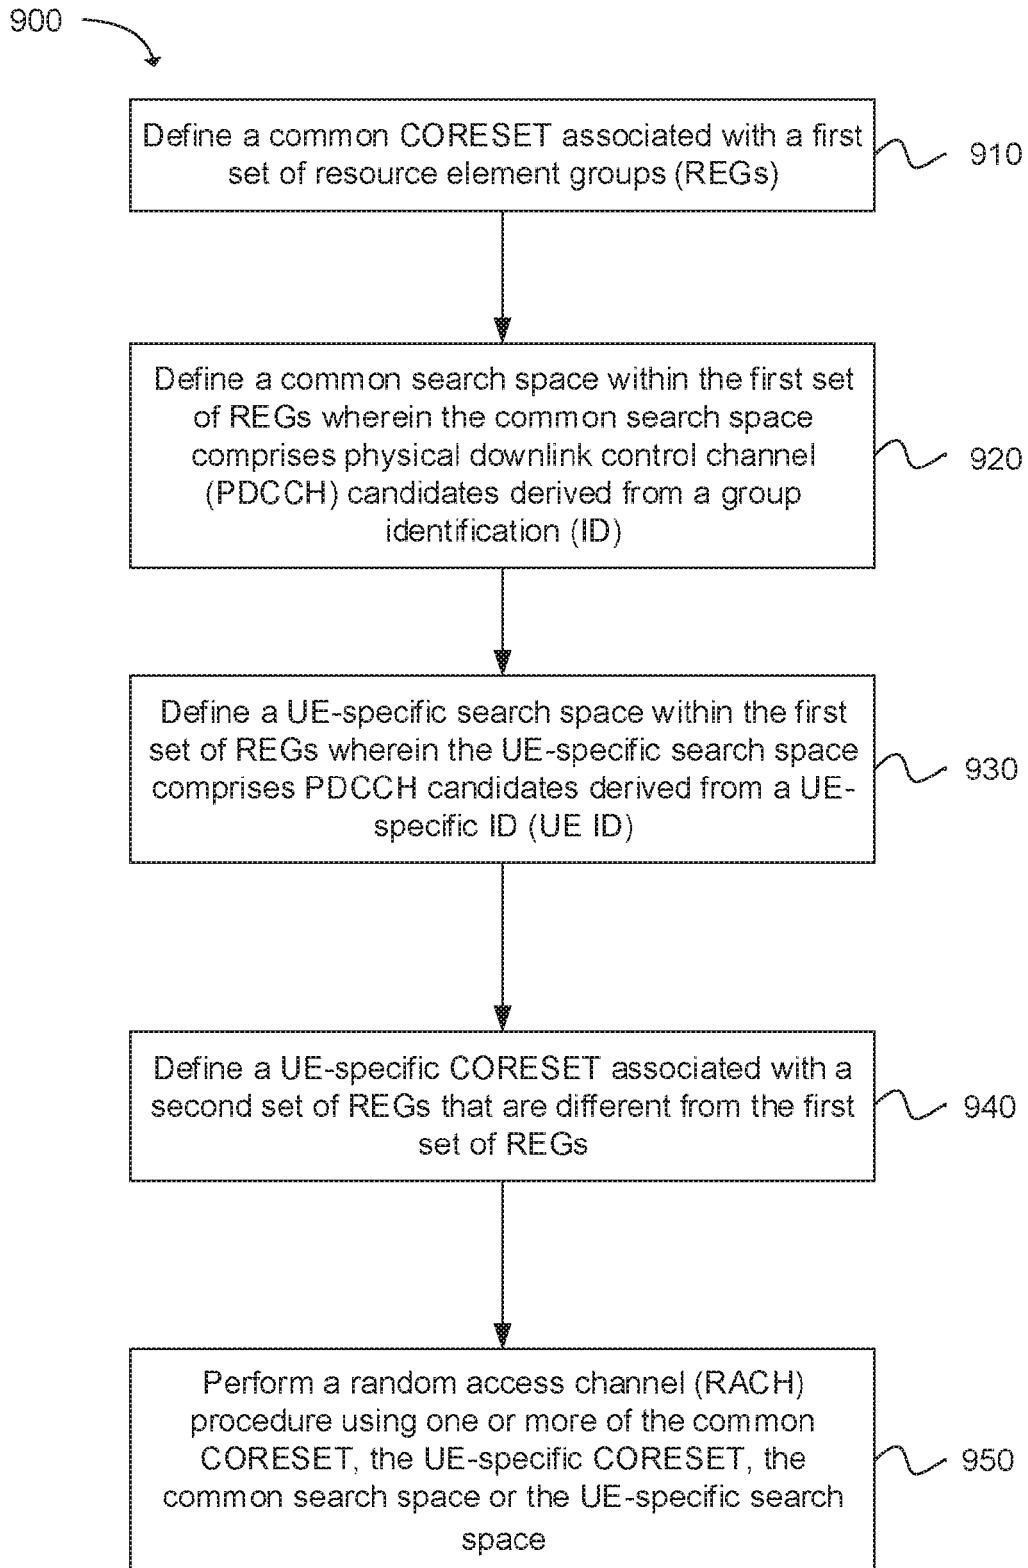 900
Define a common CORESET associated with a first
set of resource element groups (REGs)
910
Define a common search space within the first set
of REGs wherein the common search space
comprises physical downlink control channel
(PDCCH) candidates derived from a group
identification (ID)
920
Define a UE-specific search space within the first
set of REGs wherein the UE-specific search space
comprises PDCCH candidates derived from a UE-
specific ID (UE ID)
930
Define a UE-specific CORESET associated with a
second set of REGs that are different from the first
set of REGs
940
Perform a random access channel (RACH)
procedure using one or more of the common
CORESET, the UE-specific CORESET, the
common search space or the UE-specific search
space
950